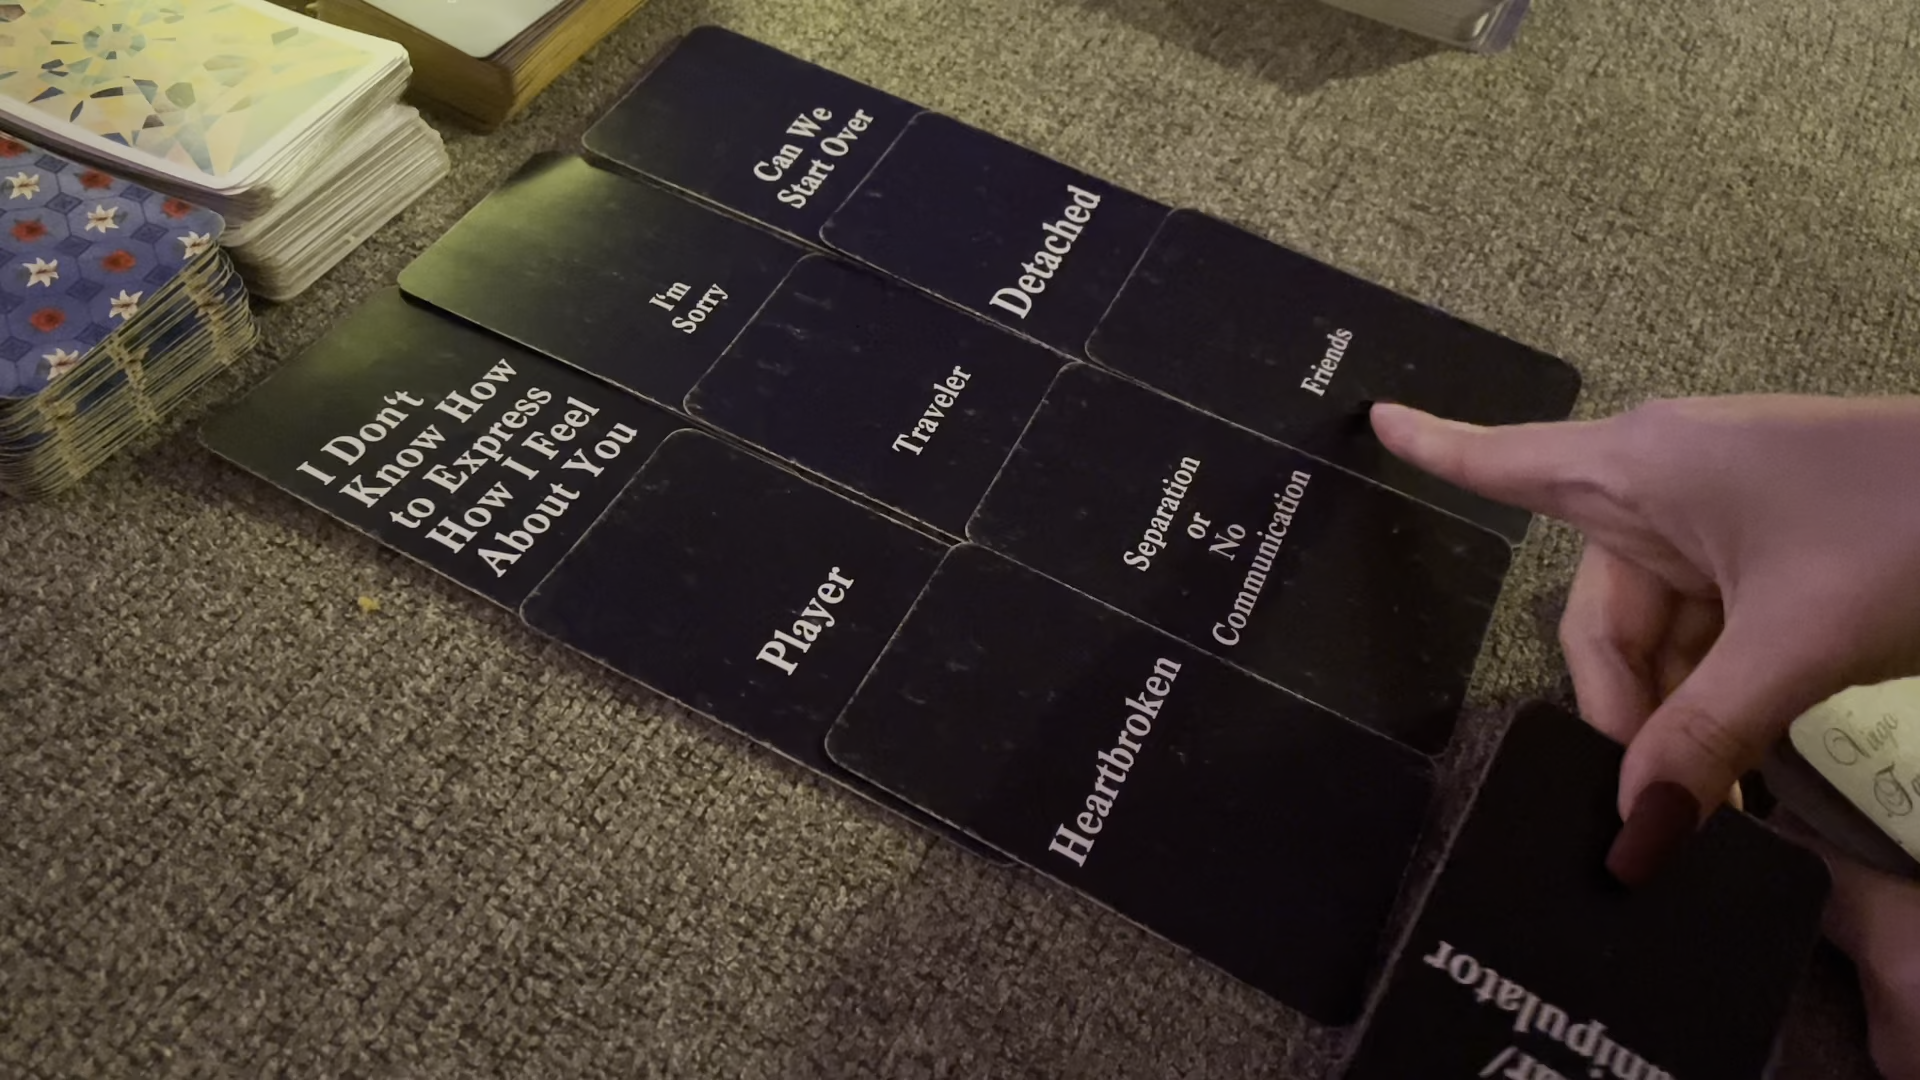 Can We
Start Over
Detached
Friends
I'm
Sorry
Traveler
Separation
or
No
Communication
I Don't
Know How
to Express
How I Feel
About You
Player
Heartbroken